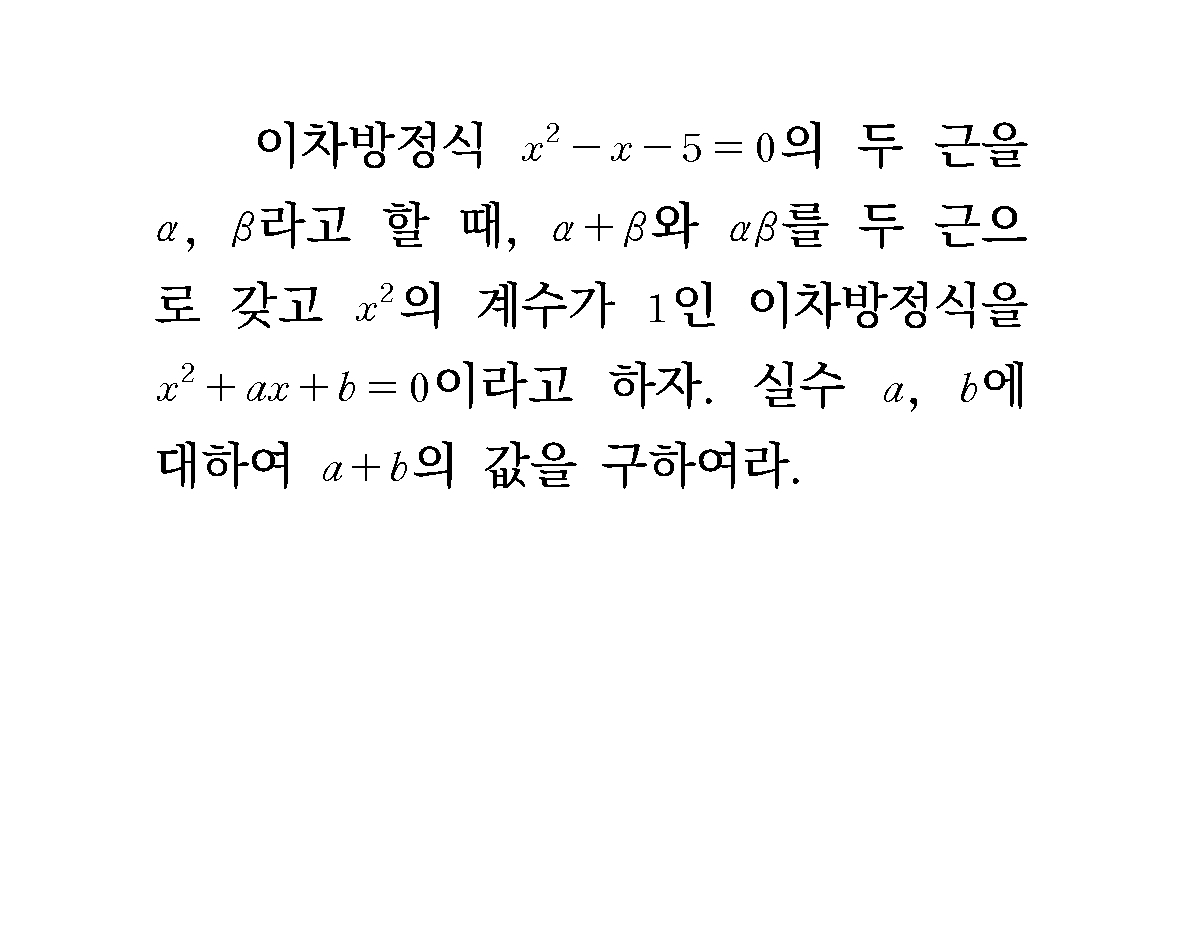 이차방정식 $x^2-x-5=0$의 두 근을
$\alpha$, $\beta$라고 할 때, $\alpha+\beta$와 $\alpha\beta$를 두 근으
로 갖고 $x^2$의 계수가 $1$인 이차방정식을
$x^2+ax+b=0$이라고 하자. 실수 $a$, $b$에
대하여 $a+b$의 값을 구하여라.